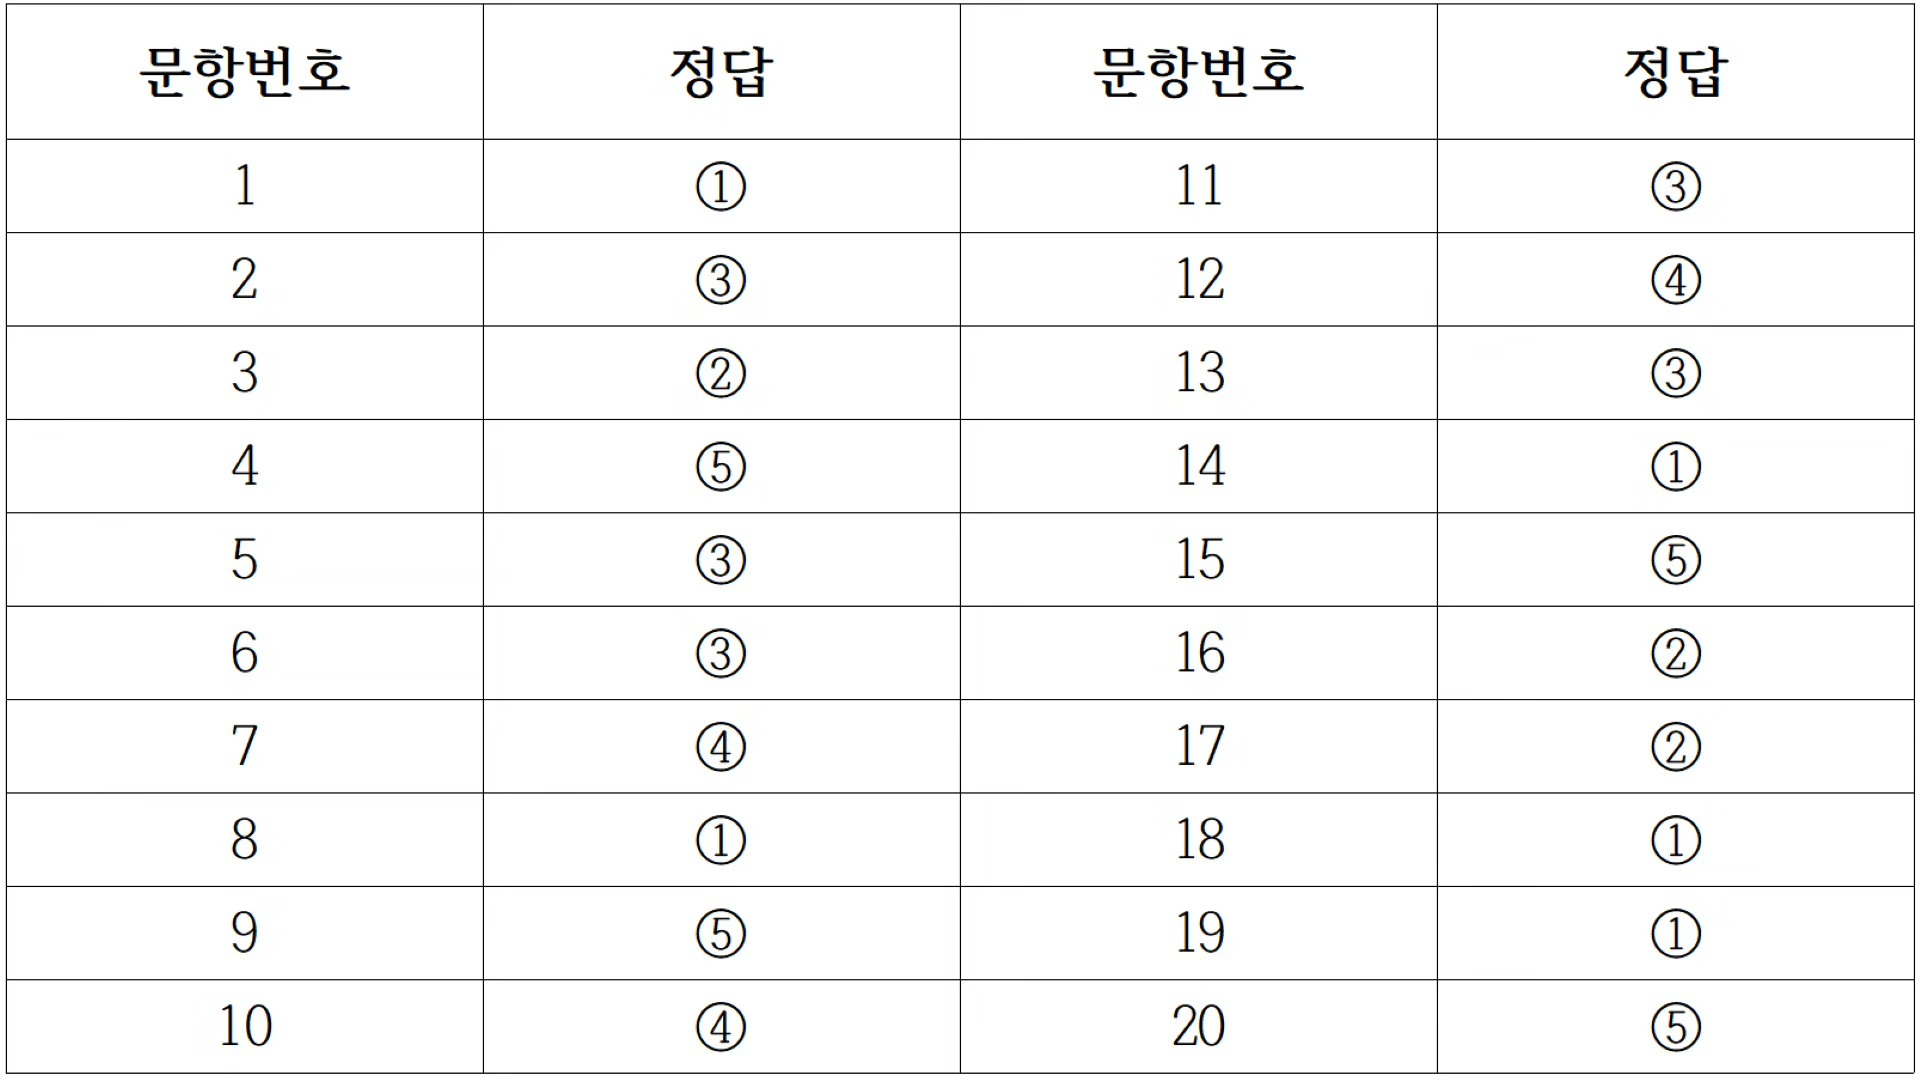 문항번호 정답 문항번호 정답
1 ① 11 ③
2 ③ 12 ④
3 ② 13 ③
4 ⑤ 14 ①
5 ③ 15 ⑤
6 ③ 16 ②
7 ④ 17 ②
8 ① 18 ①
9 ⑤ 19 ①
10 ④ 20 ⑤